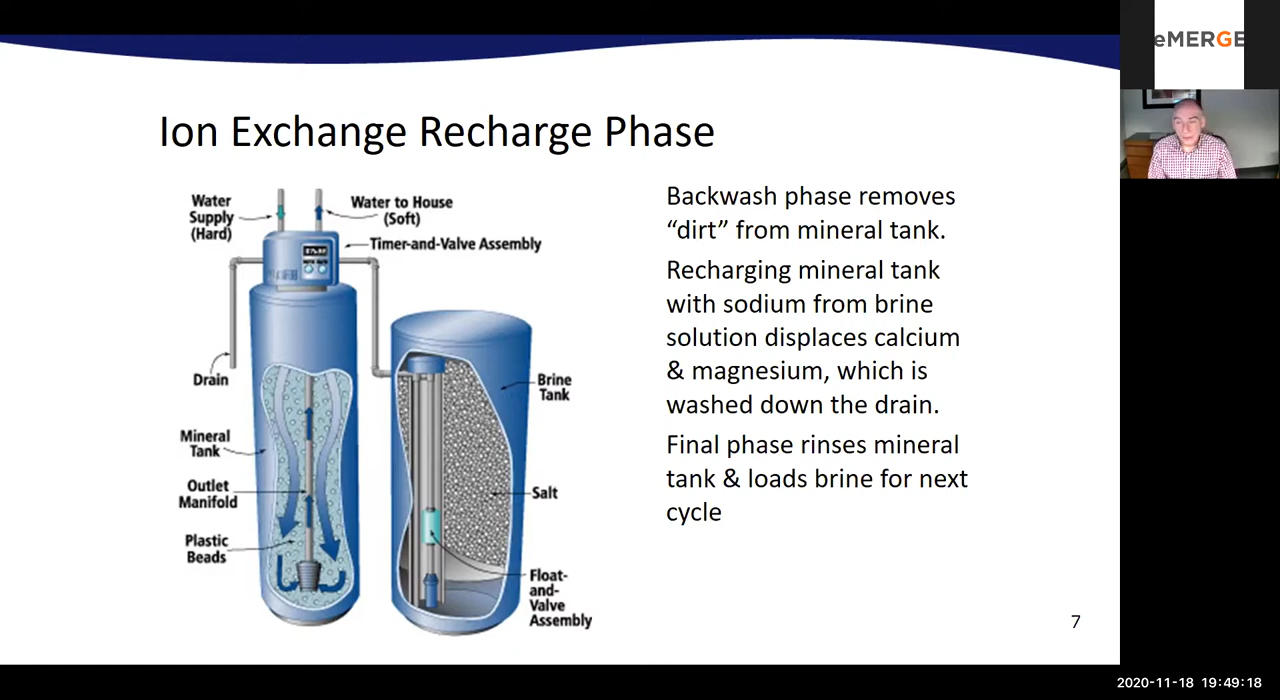 eMERGE
Ion Exchange Recharge Phase
Water
Supply
(Hard)
Water to House
(Soft)
Timer-and-Valve Assembly
Drain
Mineral
Tank
Outlet
Manifold
Plastic
Beads
Brine
Tank
Salt
Float-
and-
Valve
Assembly
Backwash phase removes
“dirt” from mineral tank.
Recharging mineral tank
with sodium from brine
solution displaces calcium
& magnesium, which is
washed down the drain.
Final phase rinses mineral
tank & loads brine for next
cycle
7
2020-11-18 19:49:18